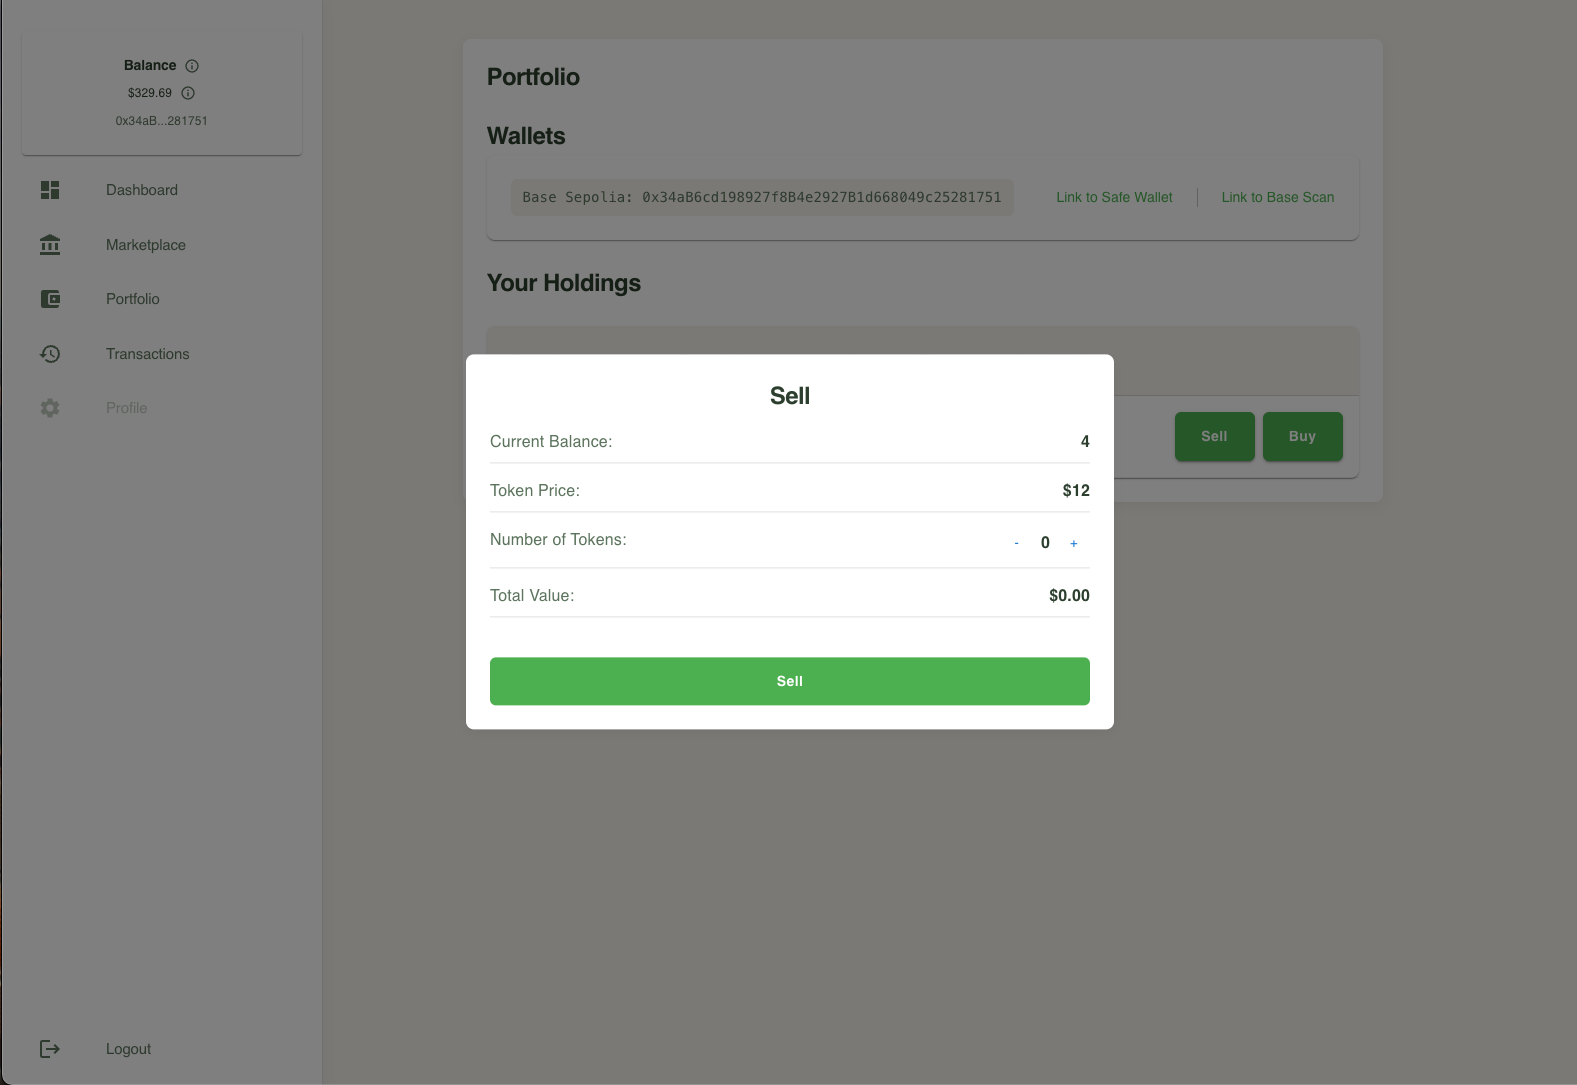 Balance
$329.69
0x34aB...281751
Dashboard
Marketplace
Portfolio
Transactions
Profile
Logout
Portfolio
Wallets
Base Sepolia: 0x34aB6cd198927f8B4e2927B1d668049c25281751
Link to Safe Wallet
Link to Base Scan
Your Holdings
Sell
Buy
Sell
Current Balance: 4
Token Price: $12
Number of Tokens: - 0 +
Total Value: $0.00
Sell